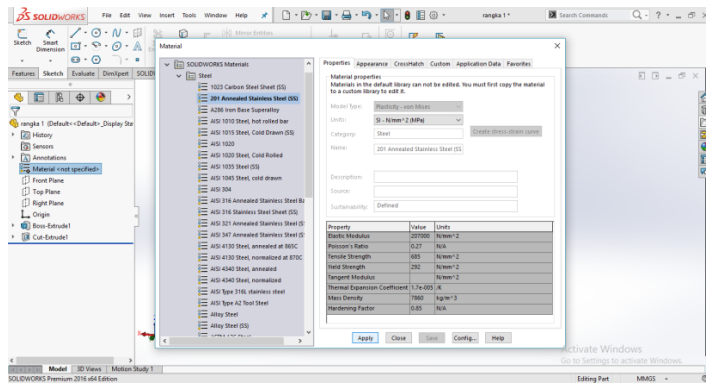 SOLIDWORKS File Edit View Insert Tools Window Help rangka 1 * Search Commands
Sketch Smart Dimension Mirror Entities
Features Sketch Evaluate DimXpert SOLID
rangka 1 (Default<<Default>_Display Sta
History
Sensors
Annotations
Material <not specified>
Front Plane
Top Plane
Right Plane
Origin
Boss-Extrude1
Cut-Extrude1
Material
SOLIDWORKS Materials
Steel
1023 Carbon Steel Sheet (SS)
201 Annealed Stainless Steel (SS)
A286 Iron Base Superalloy
AISI 1010 Steel, hot rolled bar
AISI 1015 Steel, Cold Drawn (SS)
AISI 1020
AISI 1020 Steel, Cold Rolled
AISI 1035 Steel (SS)
AISI 1045 Steel, cold drawn
AISI 304
AISI 316 Annealed Stainless Steel Ba
AISI 316 Stainless Steel Sheet (SS)
AISI 321 Annealed Stainless Steel (S
AISI 347 Annealed Stainless Steel (S
AISI 4130 Steel, annealed at 865C
AISI 4130 Steel, normalized at 870C
AISI 4340 Steel, annealed
AISI 4340 Steel, normalized
AISI Type 316L stainless steel
AISI Type A2 Tool Steel
Alloy Steel
Alloy Steel (SS)
Properties Appearance CrossHatch Custom Application Data Favorites
Material properties
Materials in the default library can not be edited. You must first copy the material
to a custom library to edit it.
Model Type: Plasticity - von Mises
Units: SI - N/mm^2 (MPa)
Category: Steel Create stress-strain curve
Name: 201 Annealed Stainless Steel (SS
Description:
Source:
Sustainability: Defined
Property Value Units
Elastic Modulus 207000 N/mm^2
Poisson's Ratio 0.27 N/A
Tensile Strength 685 N/mm^2
Yield Strength 292 N/mm^2
Tangent Modulus N/mm^2
Thermal Expansion Coefficient 1.7e-005 /K
Mass Density 7860 kg/m^3
Hardening Factor 0.85 N/A
Apply Close Save Config... Help
Activate Windows
Go to Settings to activate Windows.
Model 3D Views Motion Study 1
SOLIDWORKS Premium 2016 x64 Edition Editing Part MMGS